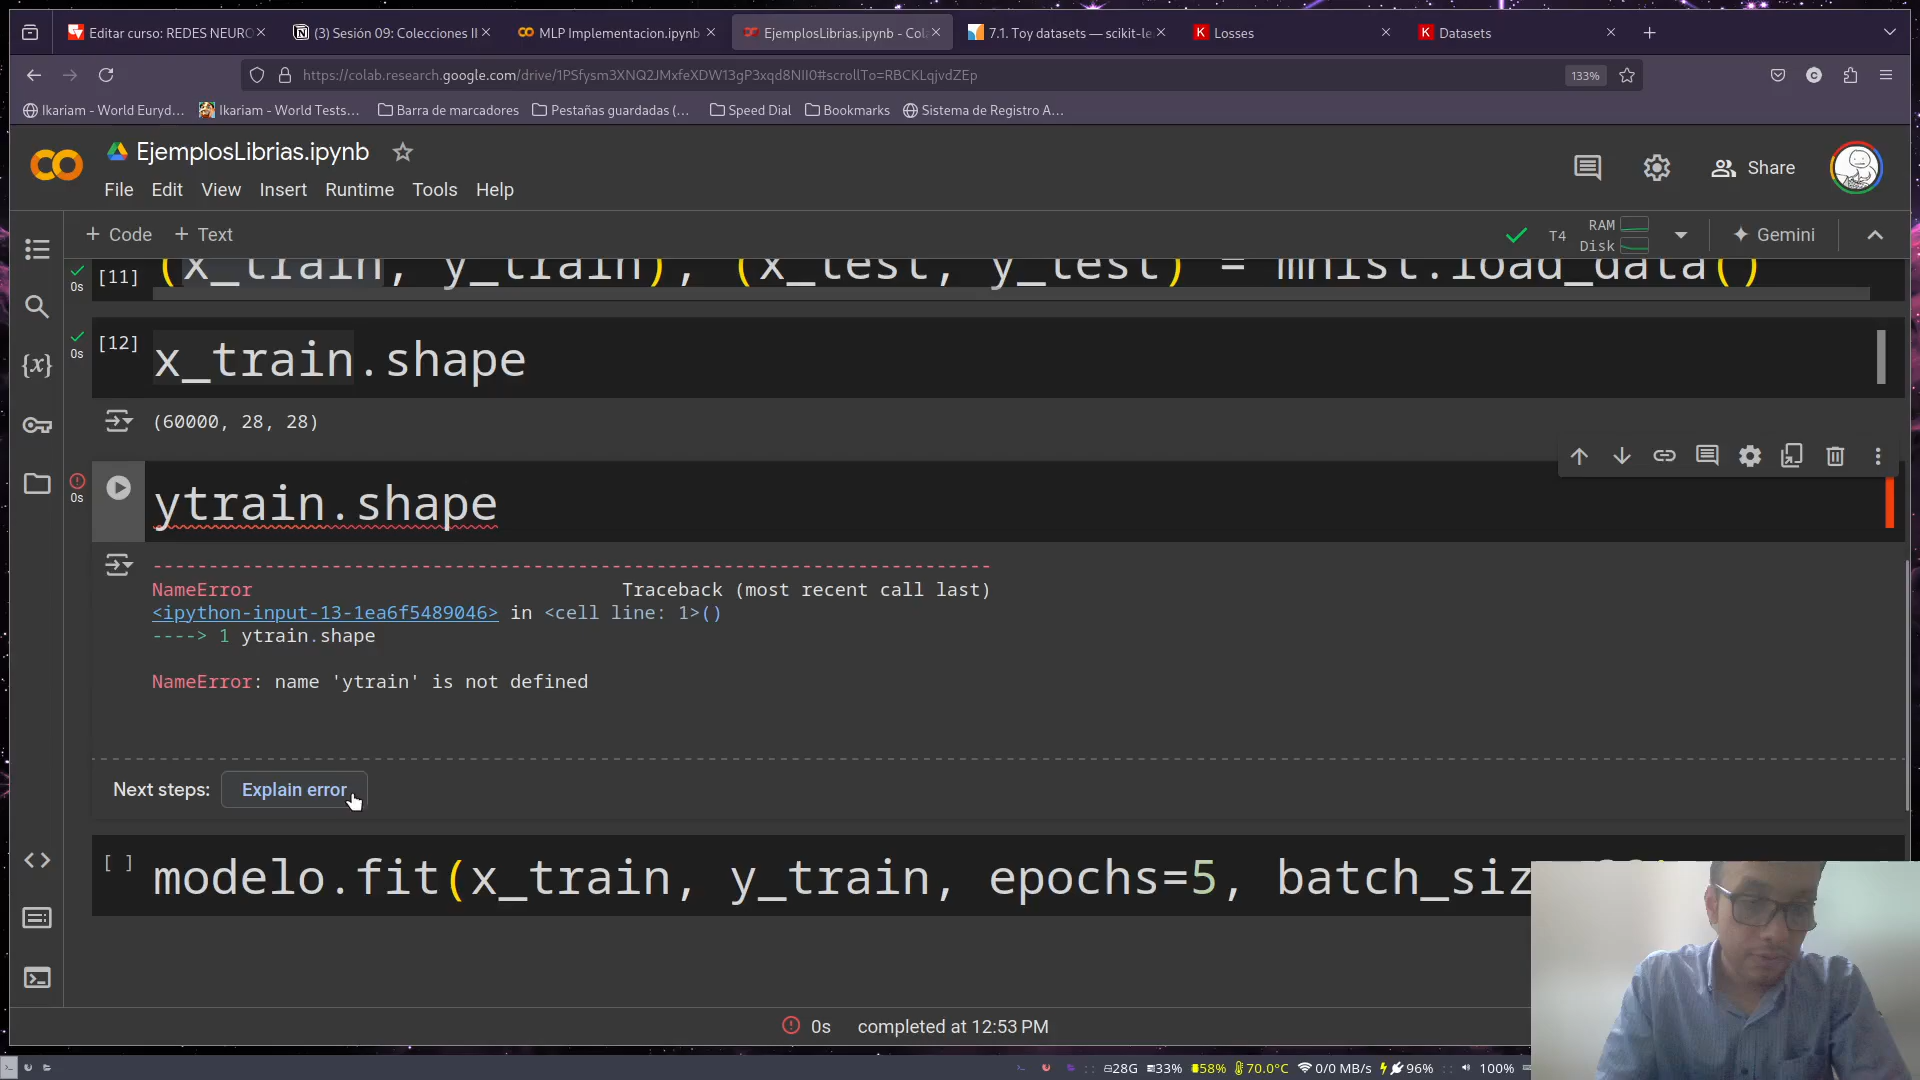 Editar curso: REDES NEURO
(3) Sesión 09: Colecciones II
MLP Implementacion.ipynb
EjemplosLibrias.ipynb - Col
7.1. Toy datasets — scikit-le
Losses
Datasets
https://colab.research.google.com/drive/1PSfysm3XNQ2JMxfeXDW13gP3xqd8NII0#scrollTo=RBCKLqjvdZEp
133%
Ikariam - World Euryd...
Ikariam - World Tests...
Barra de marcadores
Pestañas guardadas (...
Speed Dial
Bookmarks
Sistema de Registro A...
EjemplosLibrias.ipynb
Share
File Edit View Insert Runtime Tools Help
+ Code + Text
T4
RAM
Disk
Gemini
[11] (x_train, y_train), (x_test, y_test) = mnist.load_data()
0s
[12] x_train.shape
0s
(60000, 28, 28)
ytrain.shape
0s
---------------------------------------------------------------------------
NameError Traceback (most recent call last)
<ipython-input-13-1ea6f5489046> in <cell line: 1>()
----> 1 ytrain.shape
NameError: name 'ytrain' is not defined
Next steps: Explain error
[ ] modelo.fit(x_train, y_train, epochs=5, batch_siz
0s completed at 12:53 PM
28G 33% 58% 70.0°C 0/0 MB/s 96% 100%